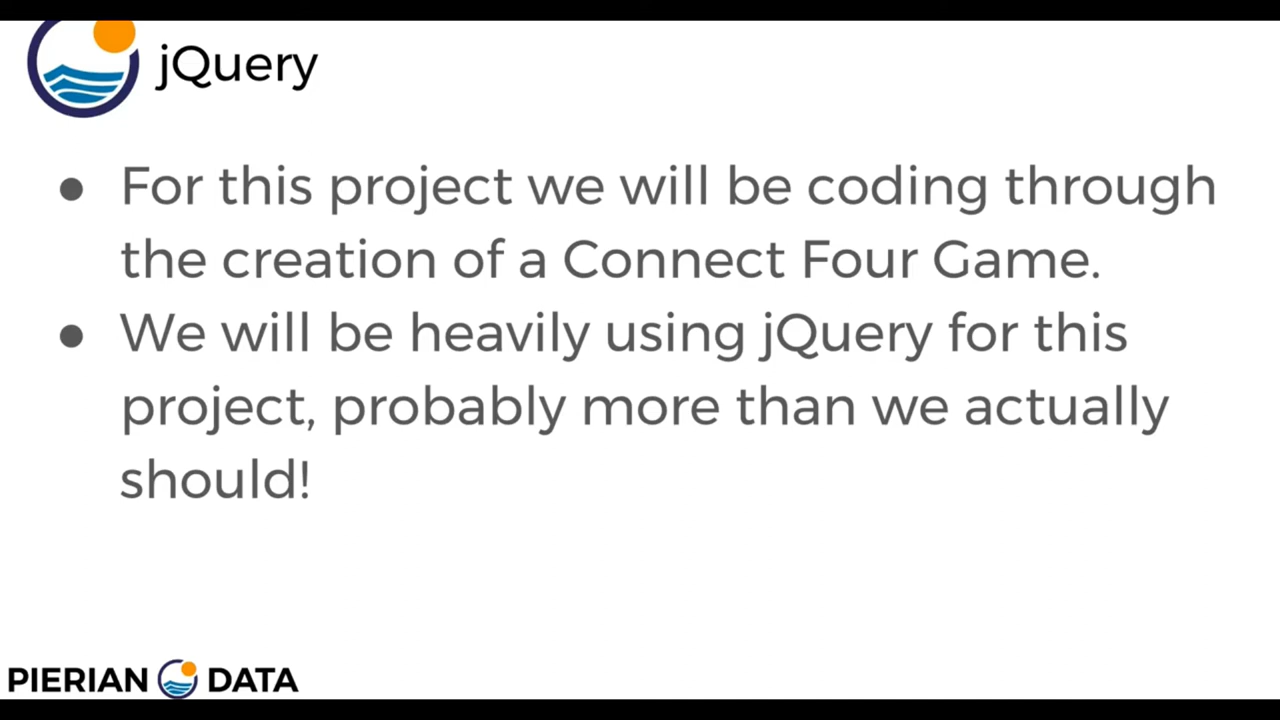 jQuery
● For this project we will be coding through
the creation of a Connect Four Game.
● We will be heavily using jQuery for this
project, probably more than we actually
should!
PIERIAN DATA